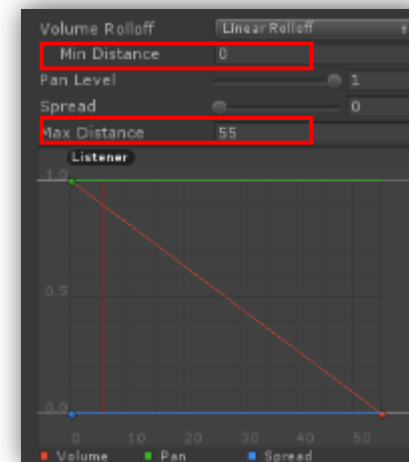 Volume Rolloff Linear Rolloff
Min Distance 0
Pan Level 1
Spread 0
Max Distance 55
Listener
1.0
0.5
0.0
0 10 20 30 40 50
Volume Pan Spread